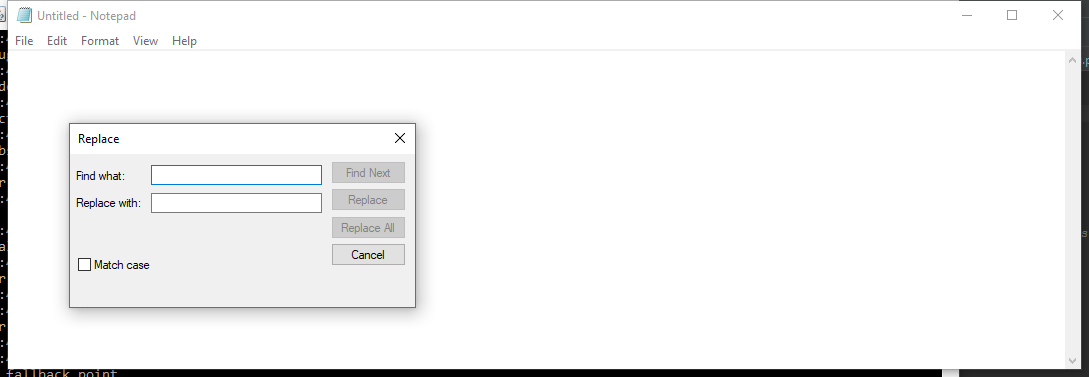 Untitled - Notepad
File Edit Format View Help
Replace
Find what: Find Next
Replace with: Replace
Replace All
Cancel
Match case
fallback point